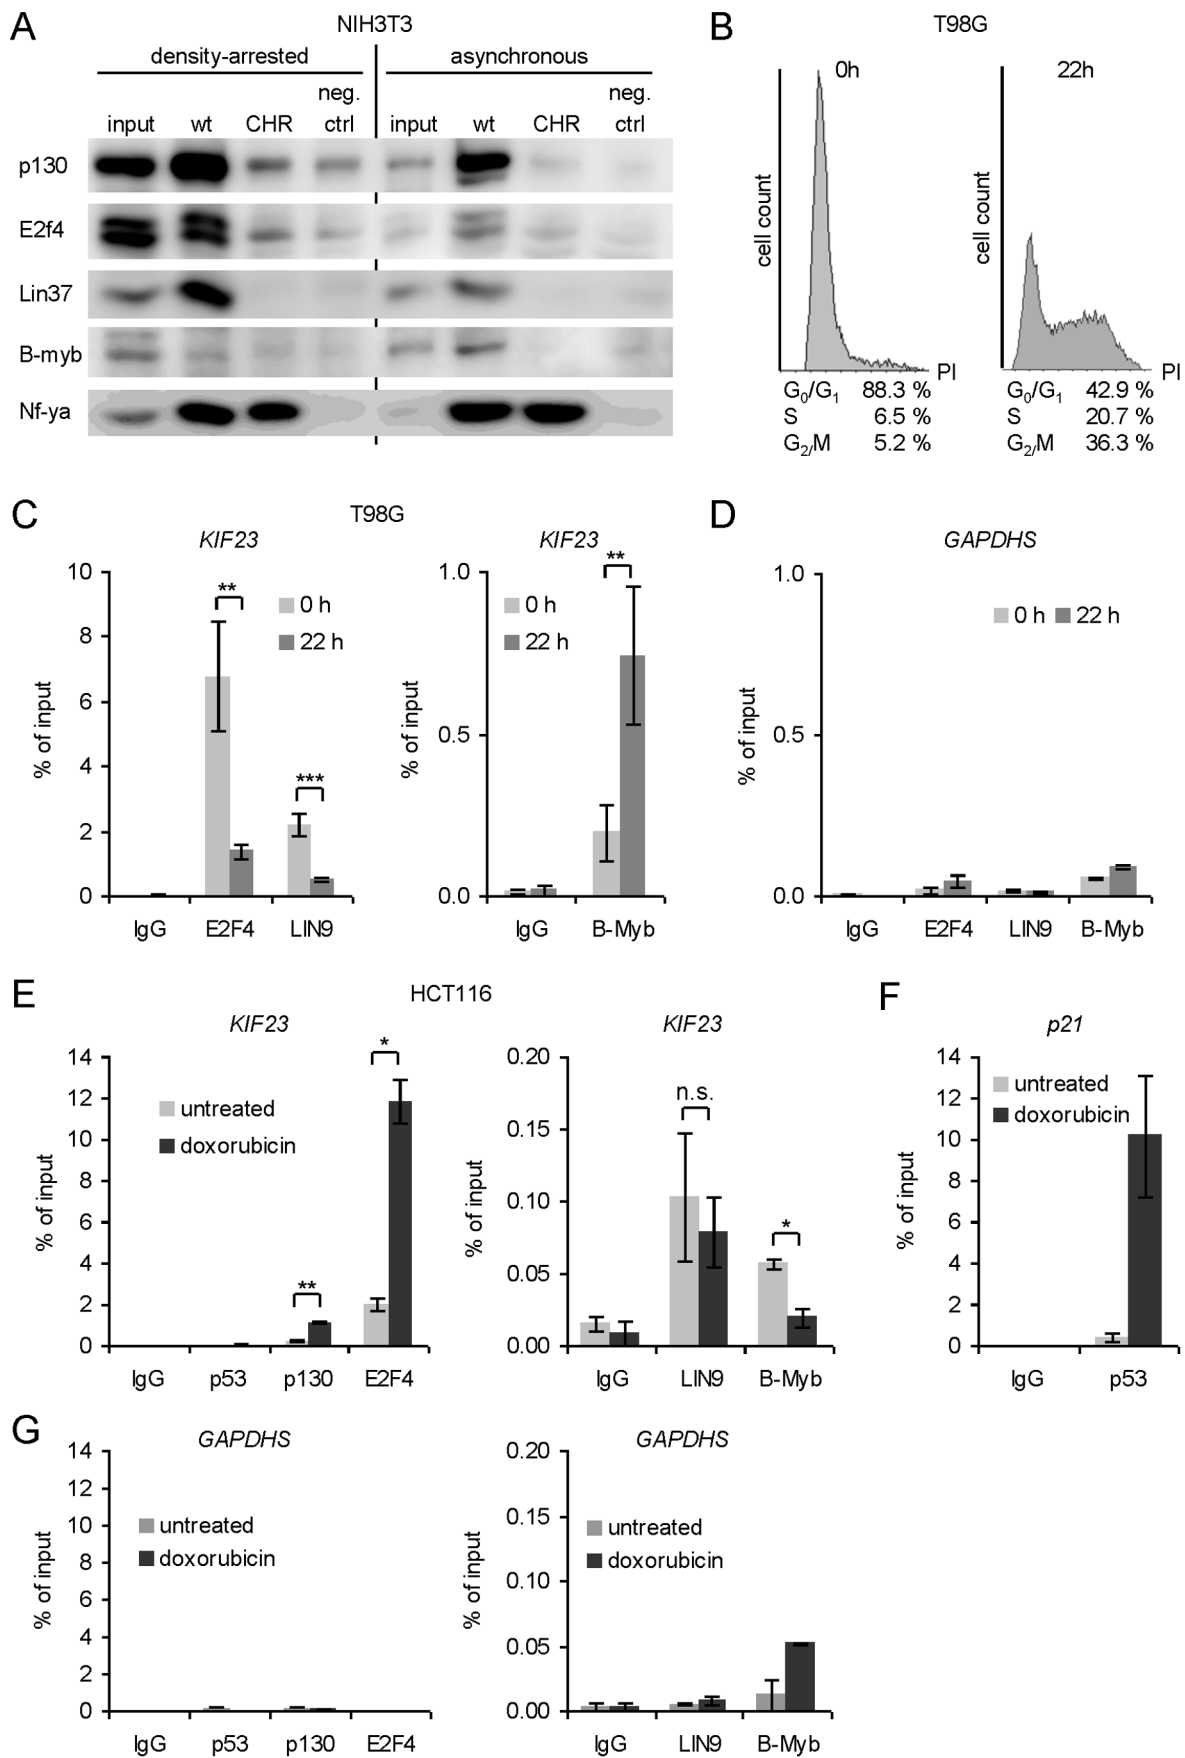 A
NIH3T3
density-arrested
asynchronous
neg.
neg.
input wt CHR ctrl input wt CHR ctrl
p130
E2f4
Lin37
B-myb
Nf-ya
B
T98G
0h
22h
cell count
cell count
PI
PI
G0/G1 88.3 %
S 6.5 %
G2/M 5.2 %
G0/G1 42.9 %
S 20.7 %
G2/M 36.3 %
C
T98G
KIF23
% of input
10
8
6
4
2
0
**
***
0 h
22 h
IgG E2F4 LIN9
KIF23
% of input
1.0
0.5
0.0
**
0 h
22 h
IgG B-Myb
D
GAPDHS
% of input
1.0
0.5
0.0
0 h 22 h
IgG E2F4 LIN9 B-Myb
E
HCT116
KIF23
% of input
14
12
10
8
6
4
2
0
untreated
doxorubicin
**
*
IgG p53 p130 E2F4
KIF23
% of input
0.20
0.15
0.10
0.05
0.00
n.s.
*
IgG LIN9 B-Myb
F
p21
% of input
14
12
10
8
6
4
2
0
untreated
doxorubicin
IgG p53
G
GAPDHS
% of input
14
12
10
8
6
4
2
0
untreated
doxorubicin
IgG p53 p130 E2F4
GAPDHS
% of input
0.20
0.15
0.10
0.05
0.00
untreated
doxorubicin
IgG LIN9 B-Myb